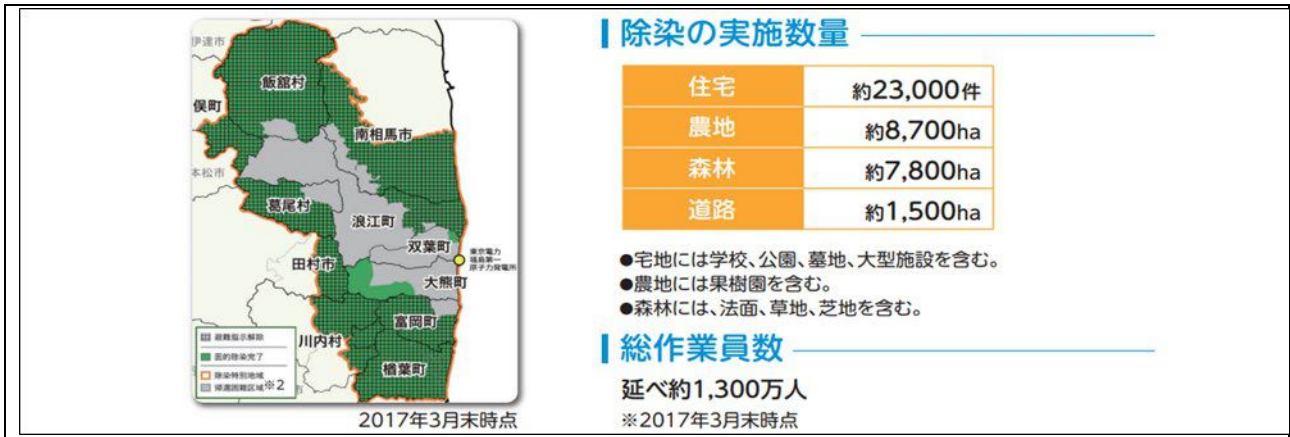 伊達市
飯舘村
俣町
南相馬市
本松市
葛尾村
浪江町
双葉町
東京電力
福島第一
原子力発電所
田村市
大熊町
富岡町
川内村
楢葉町
避難指示解除
面的除染完了
除染特別地域
帰還困難区域※2
2017年3月末時点
除染の実施数量
住宅 約23,000件
農地 約8,700ha
森林 約7,800ha
道路 約1,500ha
●宅地には学校、公園、墓地、大型施設を含む。
●農地には果樹園を含む。
●森林には、法面、草地、芝地を含む。
総作業員数
延べ約1,300万人
※2017年3月末時点